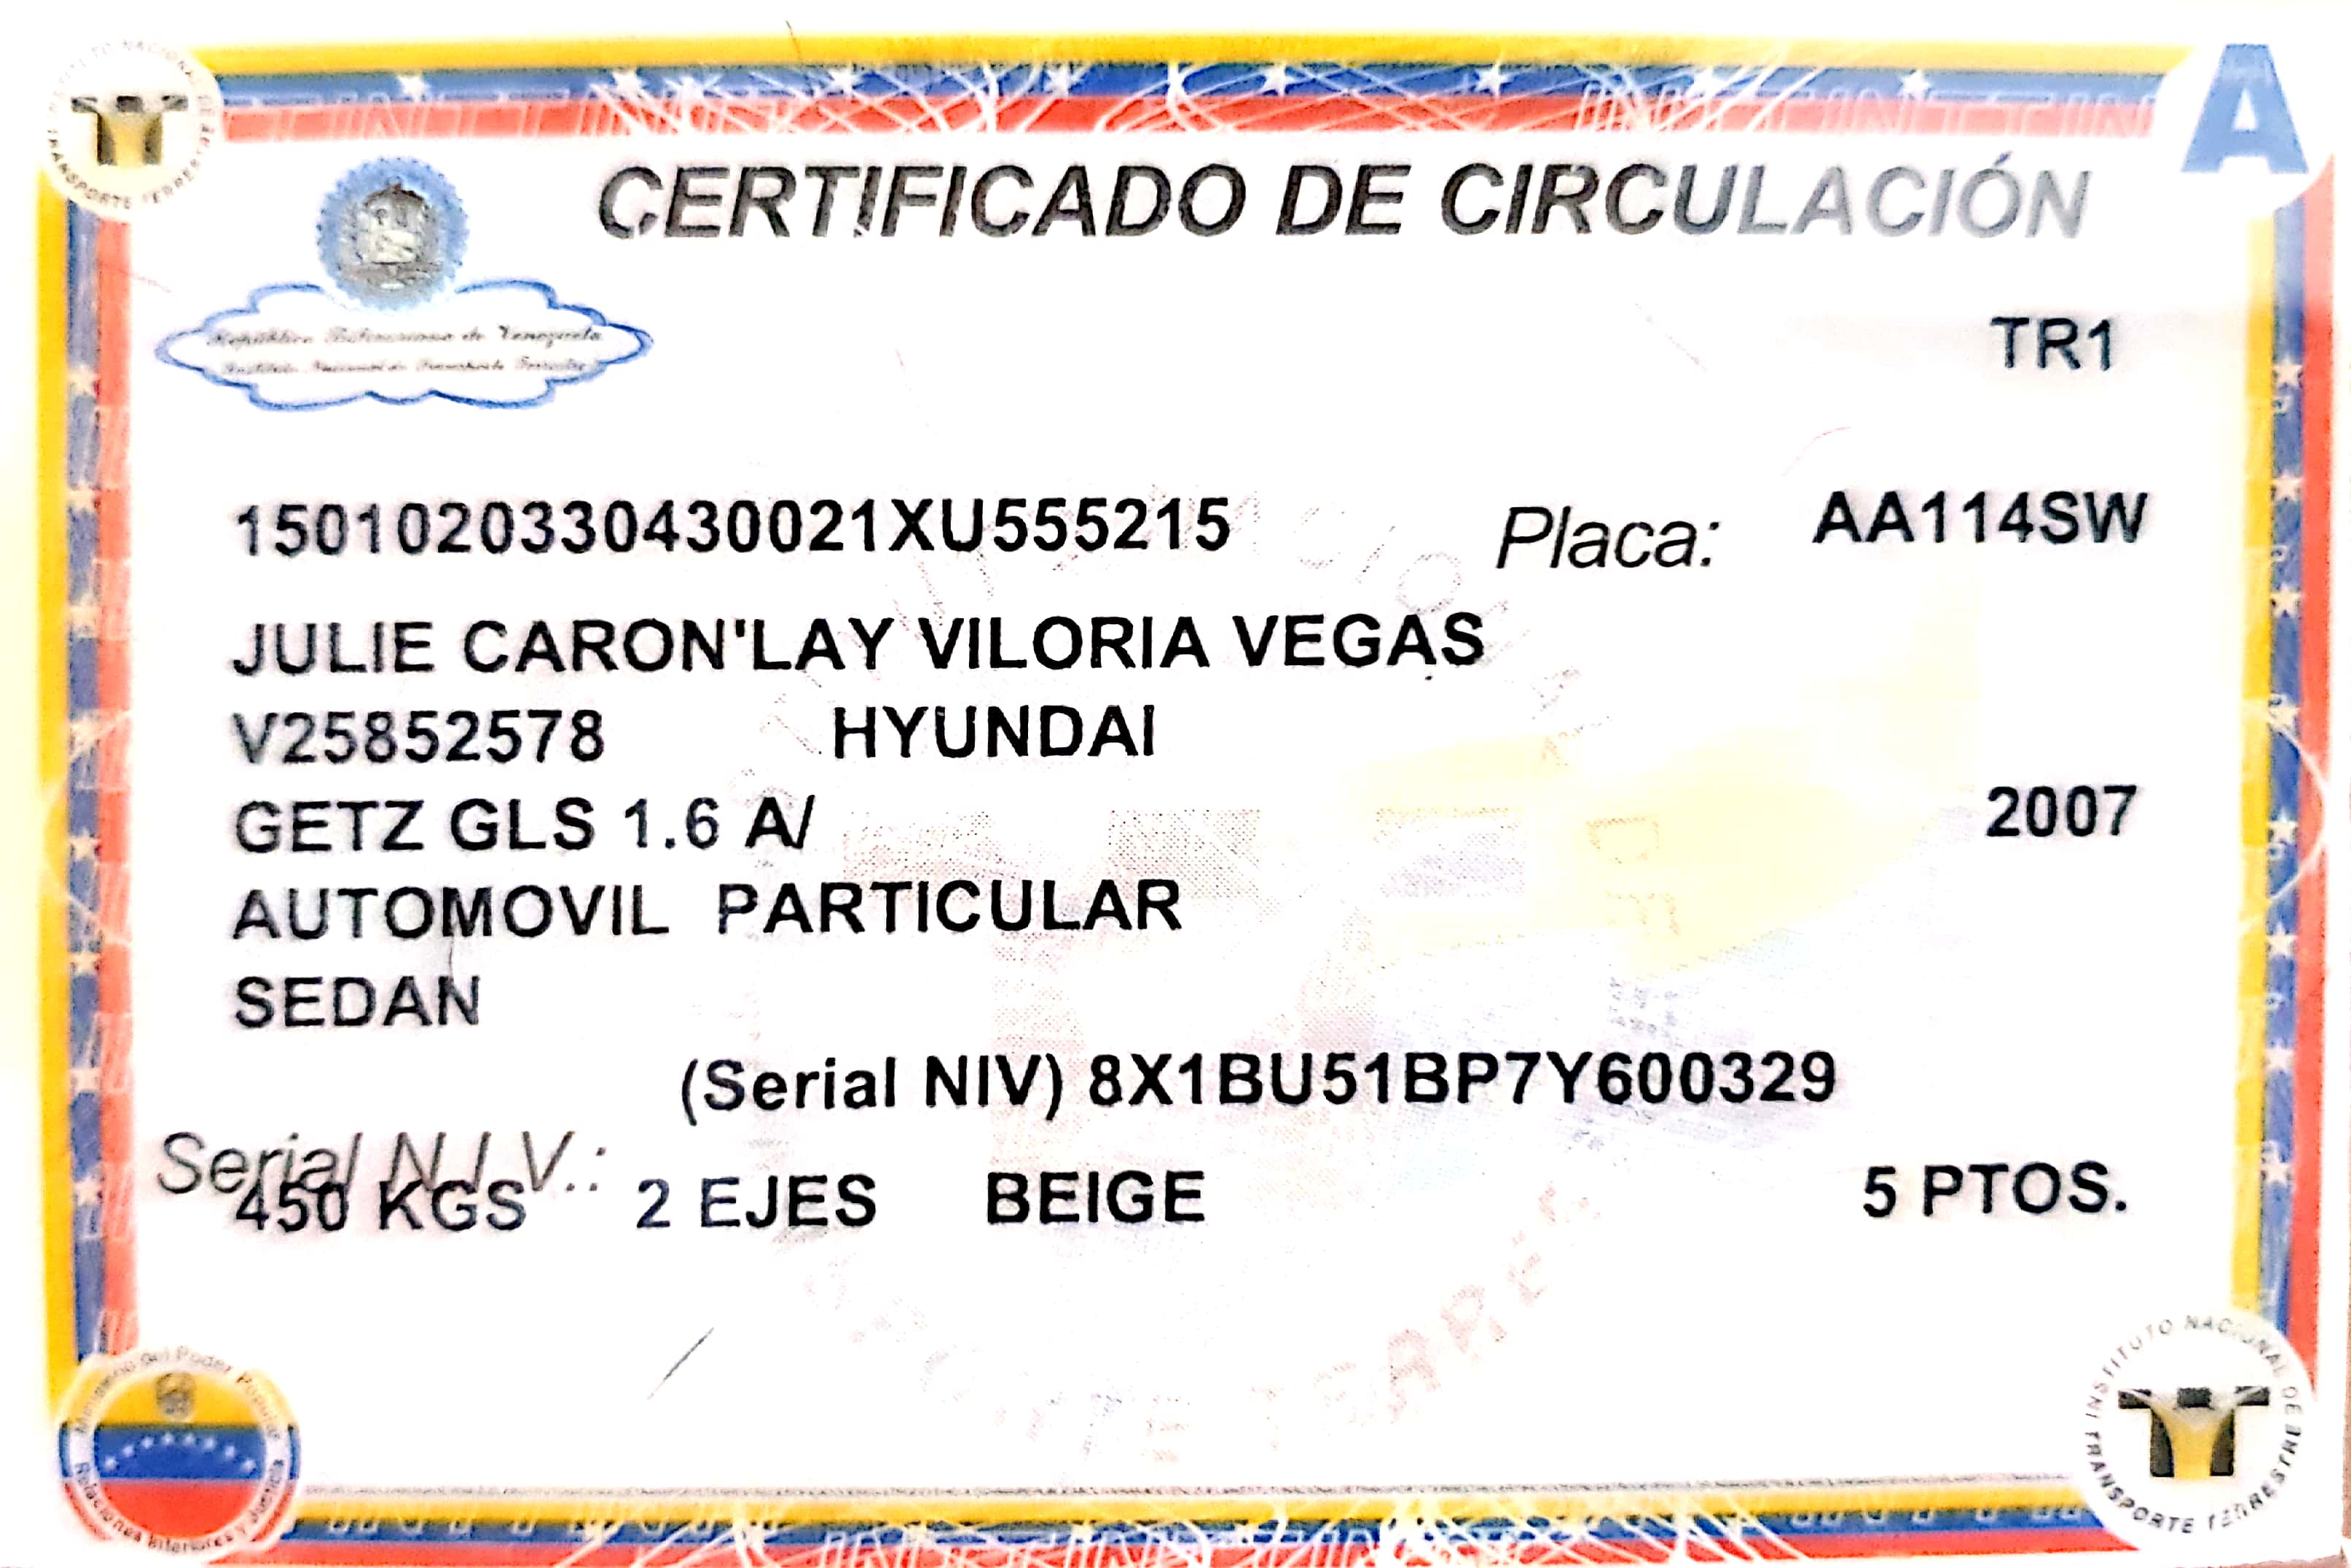 INSTITUTO NACIONAL DE TRANSPORTE TERRESTRE
A
CERTIFICADO DE CIRCULACIÓN
República Bolivariana de Venezuela
Instituto Nacional de Transporte Terrestre
TR1
1501020330430021XU555215 Placa: AA114SW
JULIE CARON'LAY VILORIA VEGAS
V25852578 HYUNDAI
GETZ GLS 1.6 A/ 2007
AUTOMOVIL PARTICULAR
SEDAN
(Serial NIV) 8X1BU51BP7Y600329
Serial N.I.V.:
450 KGS 2 EJES BEIGE 5 PTOS.
Ministerio del Poder Popular
Relaciones Interiores y Justicia
INSTITUTO NACIONAL DE TRANSPORTE TERRESTRE